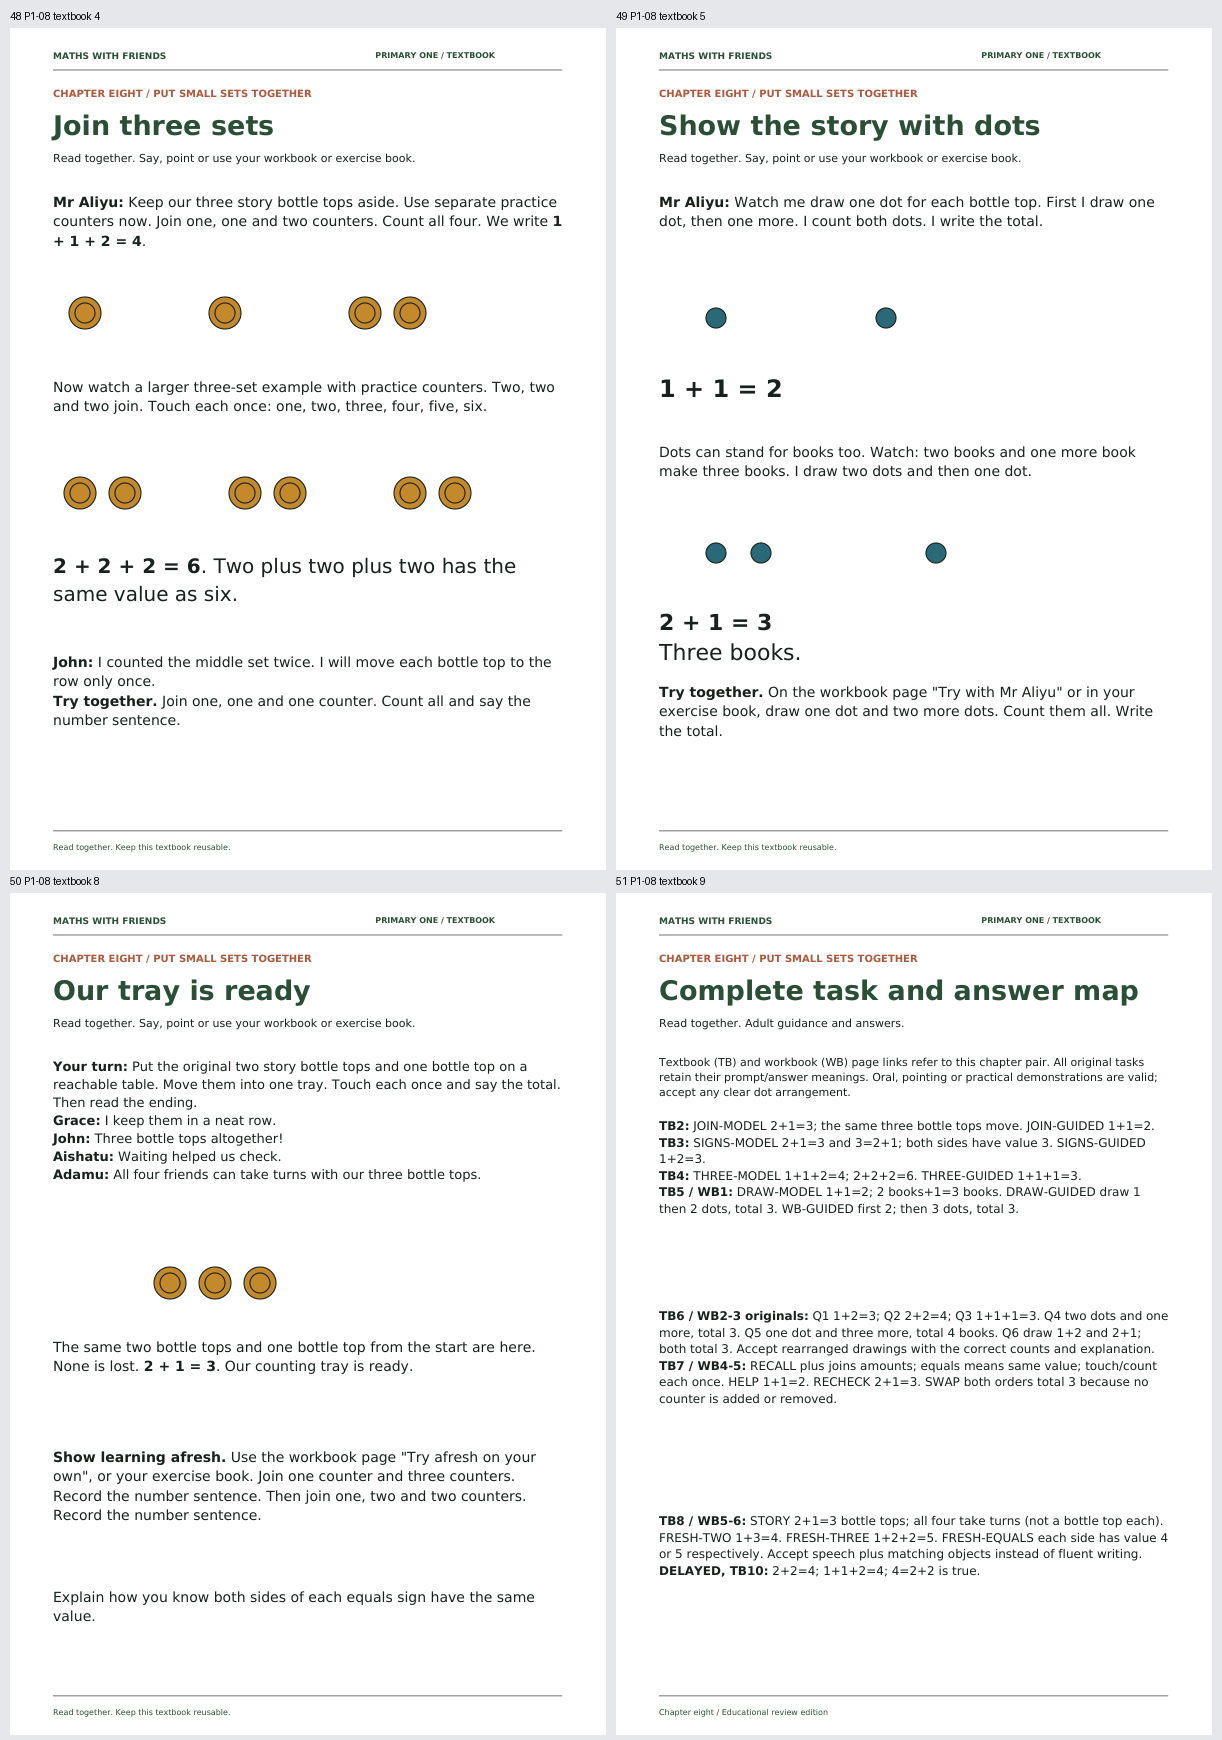 48 P1-08 textbook 4
MATHS WITH FRIENDS
PRIMARY ONE / TEXTBOOK
CHAPTER EIGHT / PUT SMALL SETS TOGETHER
Join three sets
Read together. Say, point or use your workbook or exercise book.
Mr Aliyu: Keep our three story bottle tops aside. Use separate practice
counters now. Join one, one and two counters. Count all four. We write 1
+ 1 + 2 = 4.
Now watch a larger three-set example with practice counters. Two, two
and two join. Touch each once: one, two, three, four, five, six.
2 + 2 + 2 = 6. Two plus two plus two has the
same value as six.
John: I counted the middle set twice. I will move each bottle top to the
row only once.
Try together. Join one, one and one counter. Count all and say the
number sentence.
Read together. Keep this textbook reusable.
49 P1-08 textbook 5
MATHS WITH FRIENDS
PRIMARY ONE / TEXTBOOK
CHAPTER EIGHT / PUT SMALL SETS TOGETHER
Show the story with dots
Read together. Say, point or use your workbook or exercise book.
Mr Aliyu: Watch me draw one dot for each bottle top. First I draw one
dot, then one more. I count both dots. I write the total.
1 + 1 = 2
Dots can stand for books too. Watch: two books and one more book
make three books. I draw two dots and then one dot.
2 + 1 = 3
Three books.
Try together. On the workbook page "Try with Mr Aliyu" or in your
exercise book, draw one dot and two more dots. Count them all. Write
the total.
Read together. Keep this textbook reusable.
50 P1-08 textbook 8
MATHS WITH FRIENDS
PRIMARY ONE / TEXTBOOK
CHAPTER EIGHT / PUT SMALL SETS TOGETHER
Our tray is ready
Read together. Say, point or use your workbook or exercise book.
Your turn: Put the original two story bottle tops and one bottle top on a
reachable table. Move them into one tray. Touch each once and say the total.
Then read the ending.
Grace: I keep them in a neat row.
John: Three bottle tops altogether!
Aishatu: Waiting helped us check.
Adamu: All four friends can take turns with our three bottle tops.
The same two bottle tops and one bottle top from the start are here.
None is lost. 2 + 1 = 3. Our counting tray is ready.
Show learning afresh. Use the workbook page "Try afresh on your
own", or your exercise book. Join one counter and three counters.
Record the number sentence. Then join one, two and two counters.
Record the number sentence.
Explain how you know both sides of each equals sign have the same
value.
Read together. Keep this textbook reusable.
51 P1-08 textbook 9
MATHS WITH FRIENDS
PRIMARY ONE / TEXTBOOK
CHAPTER EIGHT / PUT SMALL SETS TOGETHER
Complete task and answer map
Read together. Adult guidance and answers.
Textbook (TB) and workbook (WB) page links refer to this chapter pair. All original tasks
retain their prompt/answer meanings. Oral, pointing or practical demonstrations are valid;
accept any clear dot arrangement.
TB2: JOIN-MODEL 2+1=3; the same three bottle tops move. JOIN-GUIDED 1+1=2.
TB3: SIGNS-MODEL 2+1=3 and 3=2+1; both sides have value 3. SIGNS-GUIDED
1+2=3.
TB4: THREE-MODEL 1+1+2=4; 2+2+2=6. THREE-GUIDED 1+1+1=3.
TB5 / WB1: DRAW-MODEL 1+1=2; 2 books+1=3 books. DRAW-GUIDED draw 1
then 2 dots, total 3. WB-GUIDED first 2; then 3 dots, total 3.
TB6 / WB2-3 originals: Q1 1+2=3; Q2 2+2=4; Q3 1+1+1=3. Q4 two dots and one
more, total 3. Q5 one dot and three more, total 4 books. Q6 draw 1+2 and 2+1;
both total 3. Accept rearranged drawings with the correct counts and explanation.
TB7 / WB4-5: RECALL plus joins amounts; equals means same value; touch/count
each once. HELP 1+1=2. RECHECK 2+1=3. SWAP both orders total 3 because no
counter is added or removed.
TB8 / WB5-6: STORY 2+1=3 bottle tops; all four take turns (not a bottle top each).
FRESH-TWO 1+3=4. FRESH-THREE 1+2+2=5. FRESH-EQUALS each side has value 4
or 5 respectively. Accept speech plus matching objects instead of fluent writing.
DELAYED, TB10: 2+2=4; 1+1+2=4; 4=2+2 is true.
Chapter eight / Educational review edition